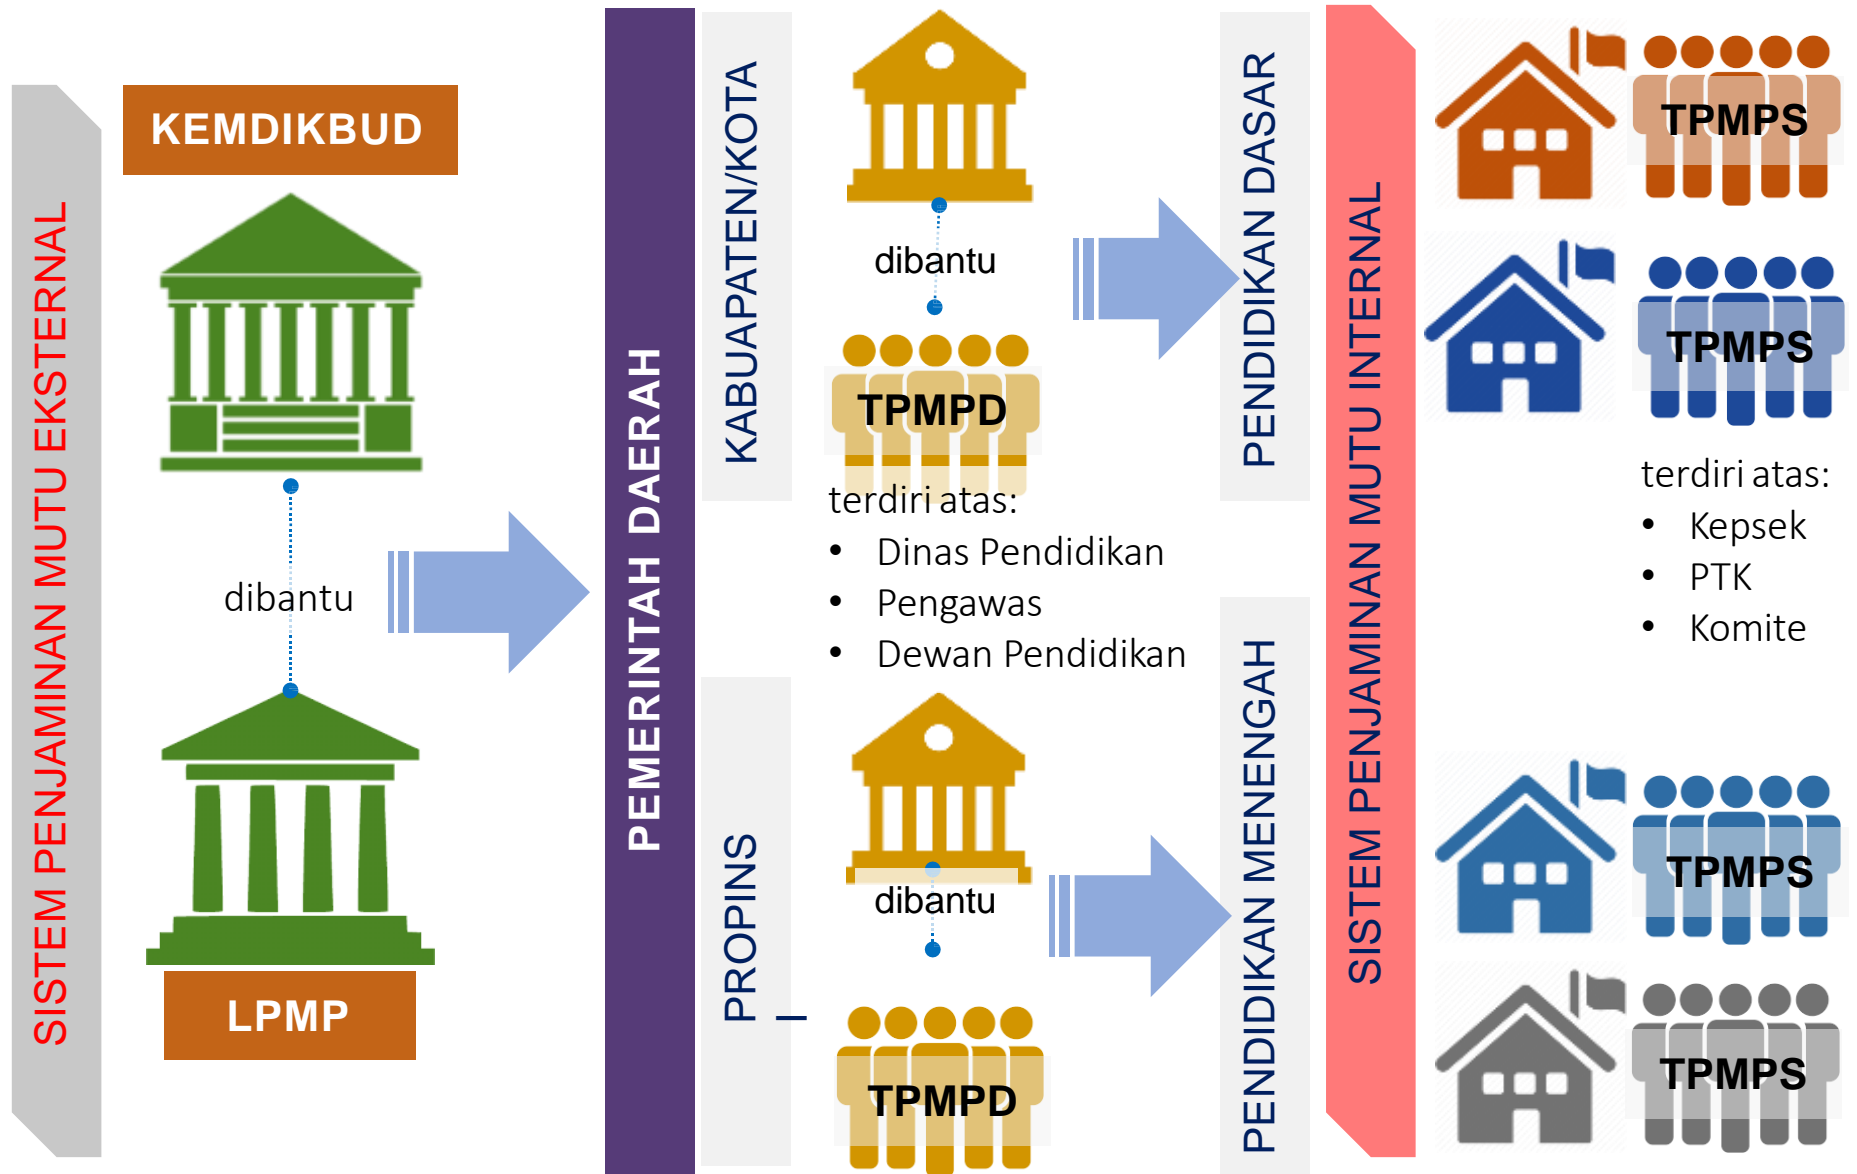 SISTEM PENJAMINAN MUTU EKSTERNAL
KEMDIKBUD
dibantu
LPMP
PEMERINTAH DAERAH
KABUAPATEN/KOTA
dibantu
TPMPD
terdiri atas:
• Dinas Pendidikan
• Pengawas
• Dewan Pendidikan
PROPINS
I
dibantu
TPMPD
PENDIDIKAN DASAR
PENDIDIKAN MENENGAH
SISTEM PENJAMINAN MUTU INTERNAL
TPMPS
TPMPS
terdiri atas:
• Kepsek
• PTK
• Komite
TPMPS
TPMPS